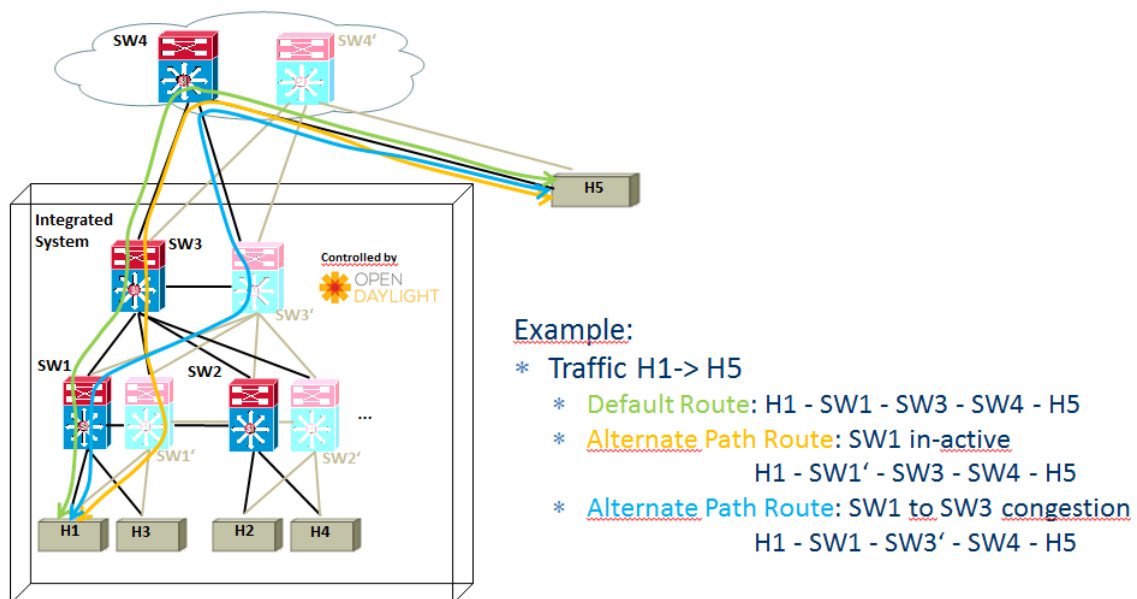 SW4
SW4‘
H5
Integrated
System
SW3
Controlled by
OPEN
DAYLIGHT
SW3‘
SW1
SW2
...
SW1‘
SW2‘
H1
H3
H2
H4
Example:
* Traffic H1-> H5
* Default Route: H1 - SW1 - SW3 - SW4 - H5
* Alternate Path Route: SW1 in-active
H1 - SW1‘ - SW3 - SW4 - H5
* Alternate Path Route: SW1 to SW3 congestion
H1 - SW1 - SW3‘ - SW4 - H5